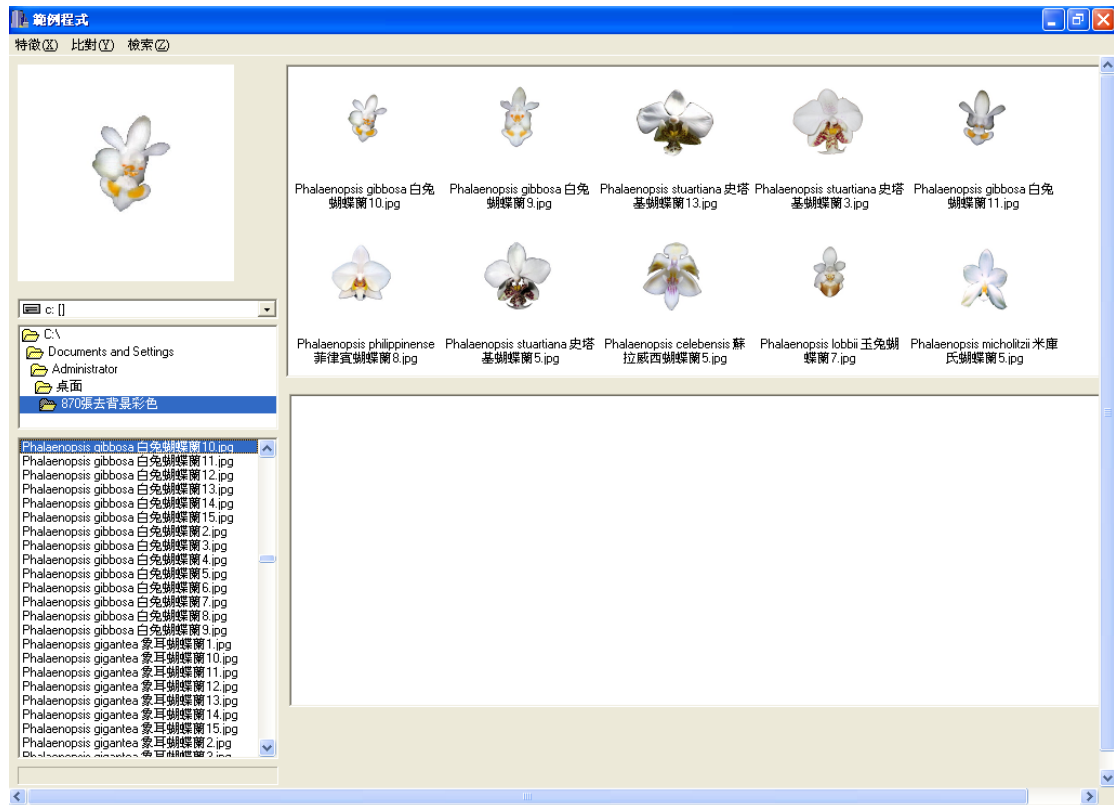 範例程式
特徵(X) 比對(Y) 檢索(Z)
Phalaenopsis gibbosa 白兔
蝴蝶蘭10.jpg
Phalaenopsis gibbosa 白兔
蝴蝶蘭9.jpg
Phalaenopsis stuartiana 史塔
基蝴蝶蘭13.jpg
Phalaenopsis stuartiana 史塔
基蝴蝶蘭3.jpg
Phalaenopsis gibbosa 白兔
蝴蝶蘭11.jpg
Phalaenopsis philippinense
菲律賓蝴蝶蘭8.jpg
Phalaenopsis stuartiana 史塔
基蝴蝶蘭5.jpg
Phalaenopsis celebensis 蘇
拉威西蝴蝶蘭5.jpg
Phalaenopsis lobbii 玉兔蝴
蝶蘭7.jpg
Phalaenopsis micholitzii 米庫
氏蝴蝶蘭5.jpg
c: []
C:\
Documents and Settings
Administrator
桌面
870張去背景彩色
Phalaenopsis gibbosa 白兔蝴蝶蘭10.jpg
Phalaenopsis gibbosa 白兔蝴蝶蘭11.jpg
Phalaenopsis gibbosa 白兔蝴蝶蘭12.jpg
Phalaenopsis gibbosa 白兔蝴蝶蘭13.jpg
Phalaenopsis gibbosa 白兔蝴蝶蘭14.jpg
Phalaenopsis gibbosa 白兔蝴蝶蘭15.jpg
Phalaenopsis gibbosa 白兔蝴蝶蘭2.jpg
Phalaenopsis gibbosa 白兔蝴蝶蘭3.jpg
Phalaenopsis gibbosa 白兔蝴蝶蘭4.jpg
Phalaenopsis gibbosa 白兔蝴蝶蘭5.jpg
Phalaenopsis gibbosa 白兔蝴蝶蘭6.jpg
Phalaenopsis gibbosa 白兔蝴蝶蘭7.jpg
Phalaenopsis gibbosa 白兔蝴蝶蘭8.jpg
Phalaenopsis gibbosa 白兔蝴蝶蘭9.jpg
Phalaenopsis gigantea 象耳蝴蝶蘭1.jpg
Phalaenopsis gigantea 象耳蝴蝶蘭10.jpg
Phalaenopsis gigantea 象耳蝴蝶蘭11.jpg
Phalaenopsis gigantea 象耳蝴蝶蘭12.jpg
Phalaenopsis gigantea 象耳蝴蝶蘭13.jpg
Phalaenopsis gigantea 象耳蝴蝶蘭14.jpg
Phalaenopsis gigantea 象耳蝴蝶蘭15.jpg
Phalaenopsis gigantea 象耳蝴蝶蘭2.jpg
Phalaenopsis gigantea 象耳蝴蝶蘭3.jpg